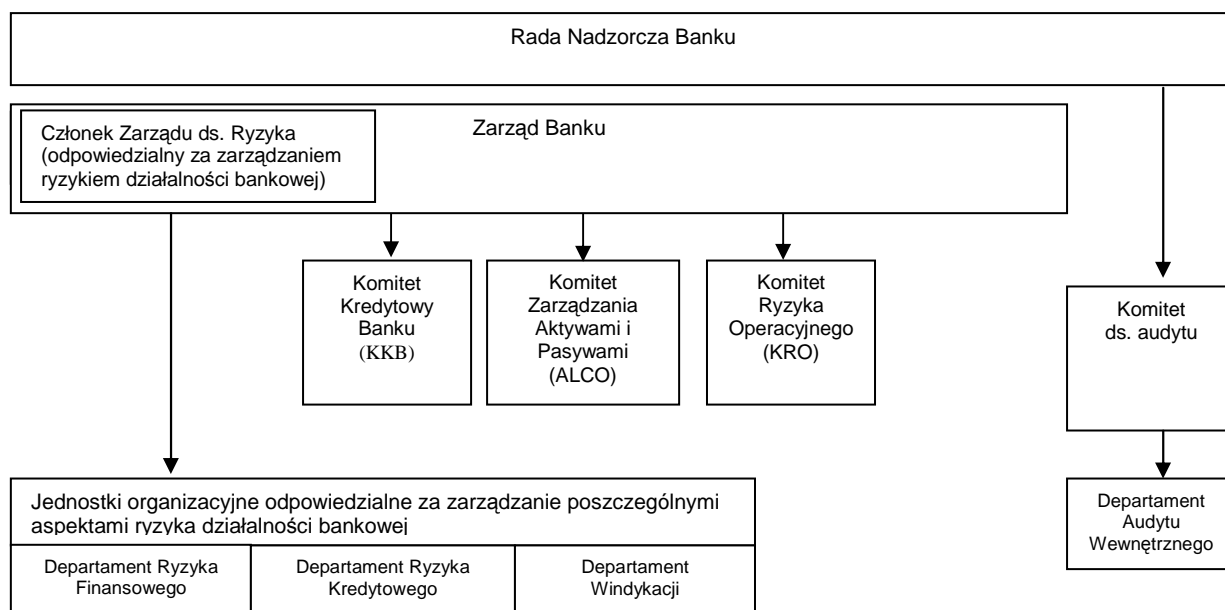 Rada Nadzorcza Banku
Członek Zarządu ds. Ryzyka
(odpowiedzialny za zarządzaniem
ryzykiem działalności bankowej)
Zarząd Banku
Komitet
Kredytowy
Banku
(KKB)
Komitet
Zarządzania
Aktywami i
Pasywami
(ALCO)
Komitet
Ryzyka
Operacyjnego
(KRO)
Komitet
ds. audytu
Jednostki organizacyjne odpowiedzialne za zarządzanie poszczególnymi
aspektami ryzyka działalności bankowej
Departament Ryzyka
Finansowego
Departament Ryzyka
Kredytowego
Departament
Windykacji
Departament
Audytu
Wewnętrznego